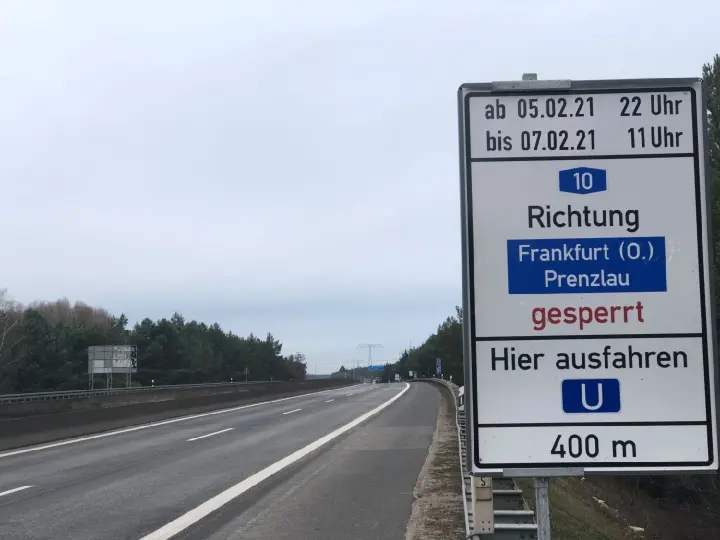 ab 05.02.21 22 Uhr
bis 07.02.21 11 Uhr
10
Richtung
Frankfurt (O.)
Prenzlau
gesperrt
Hier ausfahren
U
400 m
S